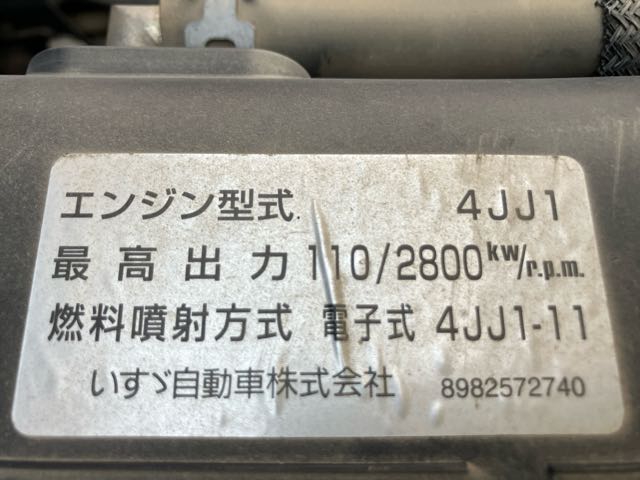 エンジン型式 4JJ1
最高出力 110/2800kW/r.p.m.
燃料噴射方式 電子式 4JJ1-11
いすゞ自動車株式会社 8982572740